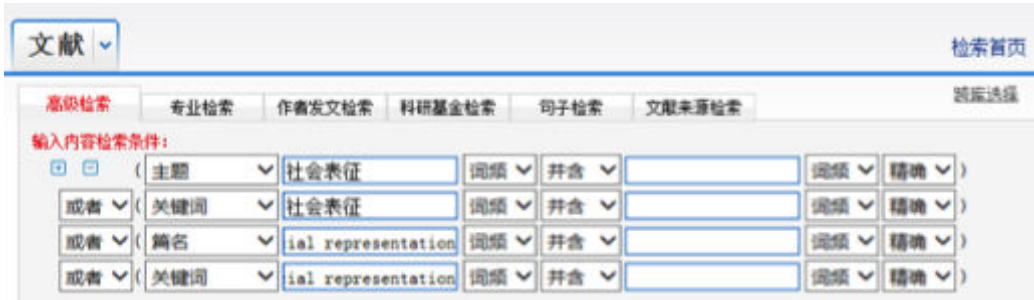 文献
检索首页
高级检索 专业检索 作者发文检索 科研基金检索 句子检索 文献来源检索 跨库选择
输入内容检索条件:
( 主题 社会表征 词频 并含 词频 精确 )
或者 ( 关键词 社会表征 词频 并含 词频 精确 )
或者 ( 篇名 ial representation 词频 并含 词频 精确 )
或者 ( 关键词 ial representation 词频 并含 词频 精确 )